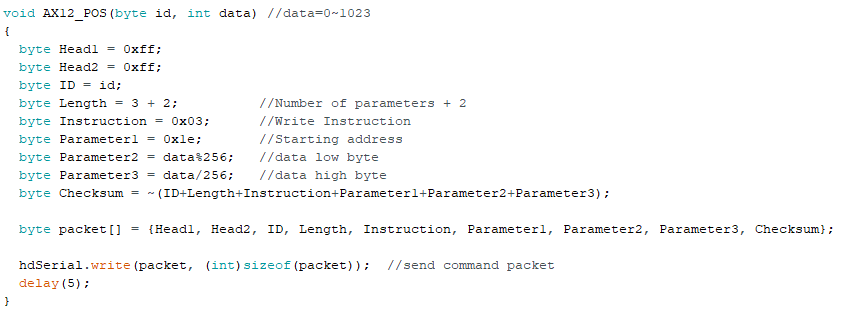 void AX12_POS(byte id, int data) //data=0~1023
{
  byte Head1 = 0xff;
  byte Head2 = 0xff;
  byte ID = id;
  byte Length = 3 + 2;          //Number of parameters + 2
  byte Instruction = 0x03;      //Write Instruction
  byte Parameter1 = 0x1e;       //Starting address
  byte Parameter2 = data%256;   //data low byte
  byte Parameter3 = data/256;   //data high byte
  byte Checksum = ~(ID+Length+Instruction+Parameter1+Parameter2+Parameter3);

  byte packet[] = {Head1, Head2, ID, Length, Instruction, Parameter1, Parameter2, Parameter3, Checksum};

  hdSerial.write(packet, (int)sizeof(packet));  //send command packet
  delay(5);
}